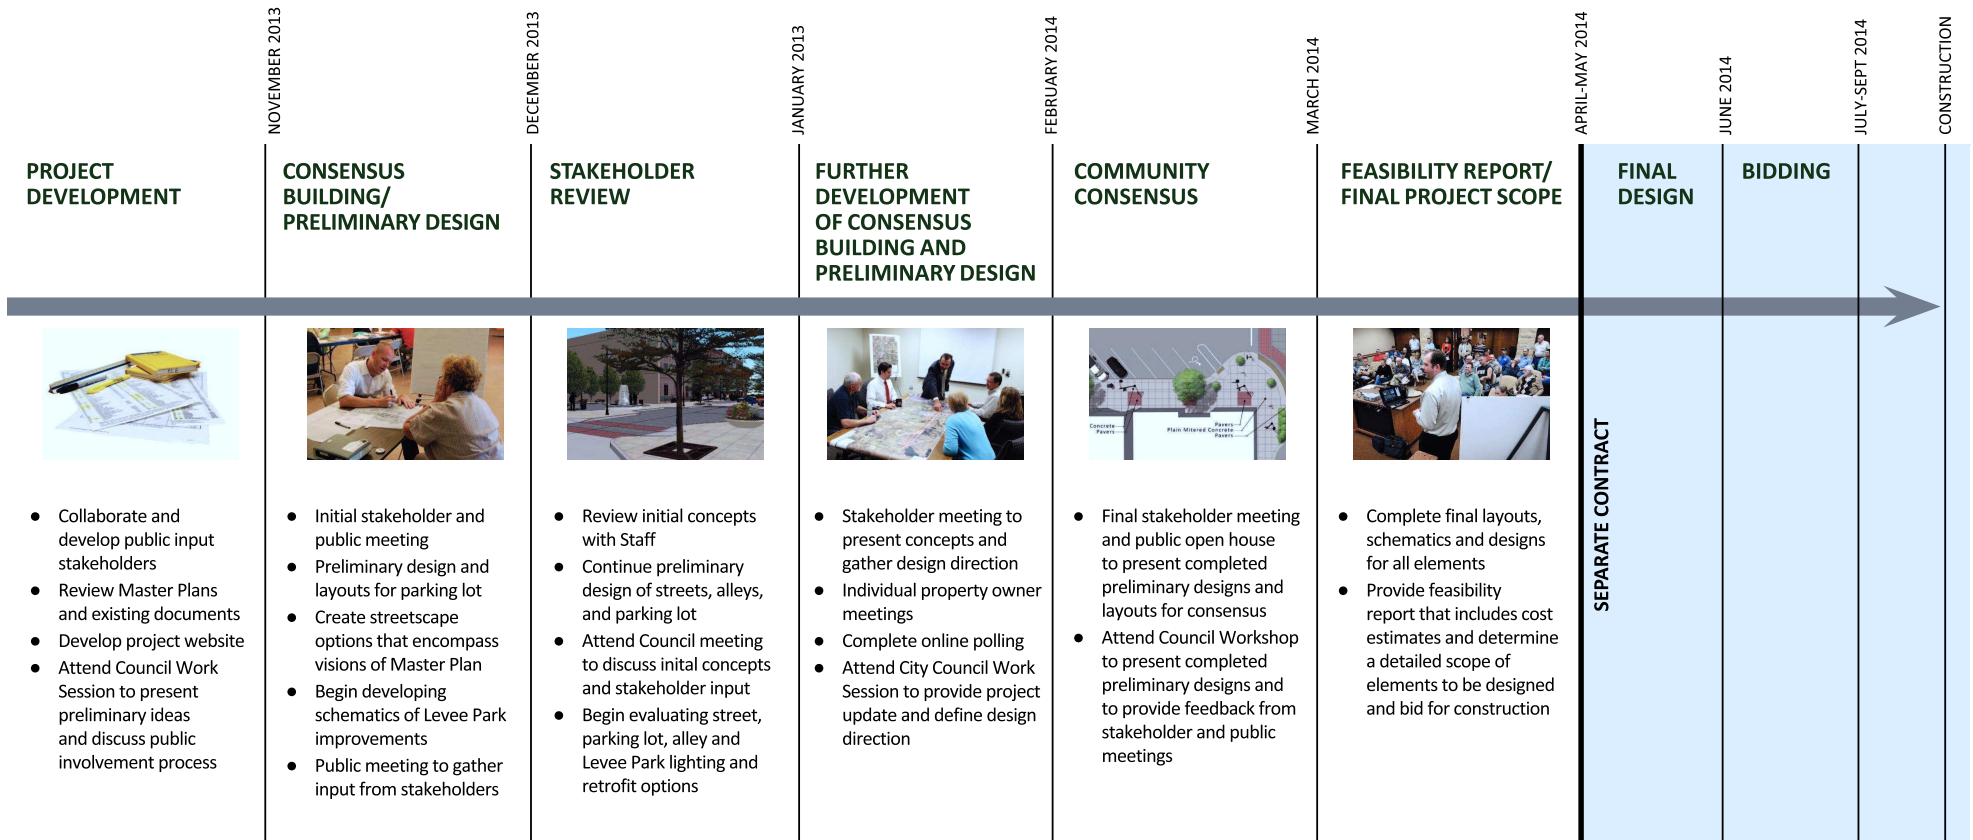 NOVEMBER 2013
DECEMBER 2013
JANUARY 2013
FEBRUARY 2014
MARCH 2014
APRIL-MAY 2014
JUNE 2014
JULY-SEPT 2014
CONSTRUCTION
PROJECT
DEVELOPMENT
CONSENSUS
BUILDING/
PRELIMINARY DESIGN
STAKEHOLDER
REVIEW
FURTHER
DEVELOPMENT
OF CONSENSUS
BUILDING AND
PRELIMINARY DESIGN
COMMUNITY
CONSENSUS
FEASIBILITY REPORT/
FINAL PROJECT SCOPE
FINAL
DESIGN
BIDDING
Concrete
Pavers
Pavers
Plain Mitered Concrete
Pavers
● Collaborate and
develop public input
stakeholders
● Review Master Plans
and existing documents
● Develop project website
● Attend Council Work
Session to present
preliminary ideas
and discuss public
involvement process
● Initial stakeholder and
public meeting
● Preliminary design and
layouts for parking lot
● Create streetscape
options that encompass
visions of Master Plan
● Begin developing
schematics of Levee Park
improvements
● Public meeting to gather
input from stakeholders
● Review initial concepts
with Staff
● Continue preliminary
design of streets, alleys,
and parking lot
● Attend Council meeting
to discuss inital concepts
and stakeholder input
● Begin evaluating street,
parking lot, alley and
Levee Park lighting and
retrofit options
● Stakeholder meeting to
present concepts and
gather design direction
● Individual property owner
meetings
● Complete online polling
● Attend City Council Work
Session to provide project
update and define design
direction
● Final stakeholder meeting
and public open house
to present completed
preliminary designs and
layouts for consensus
● Attend Council Workshop
to present completed
preliminary designs and
to provide feedback from
stakeholder and public
meetings
● Complete final layouts,
schematics and designs
for all elements
● Provide feasibility
report that includes cost
estimates and determine
a detailed scope of
elements to be designed
and bid for construction
SEPARATE CONTRACT